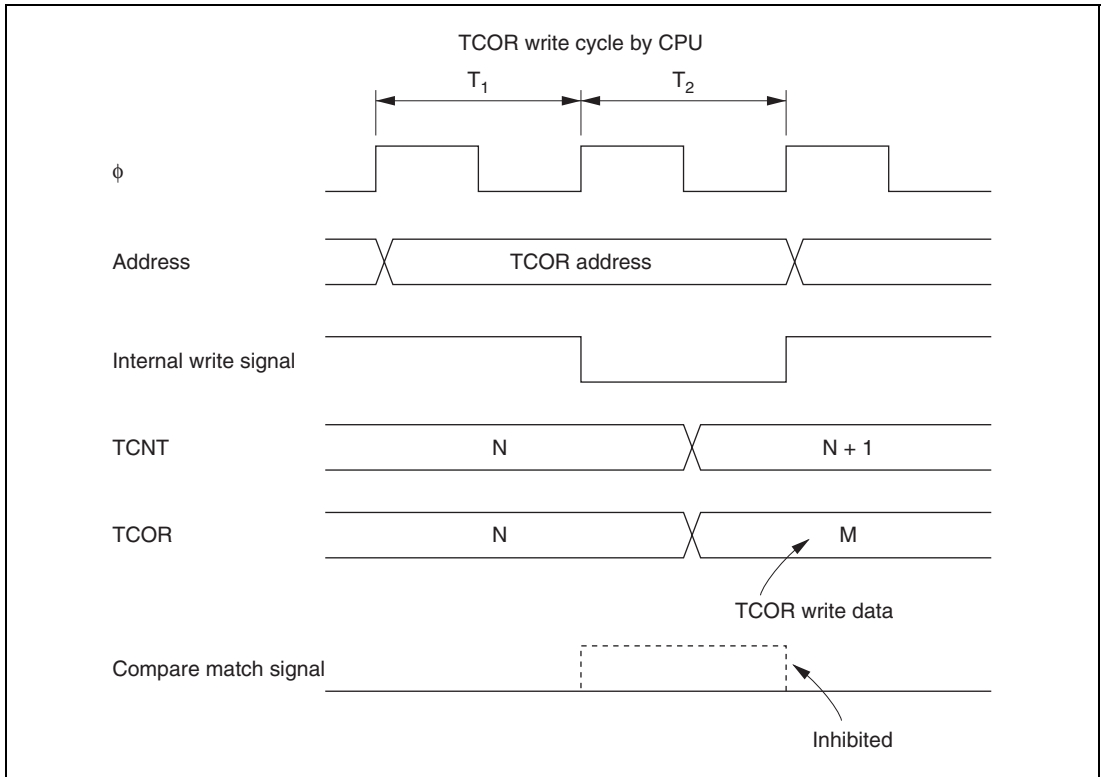 TCOR write cycle by CPU
T1 T2
ϕ
Address TCOR address
Internal write signal
TCNT N N + 1
TCOR N M
TCOR write data
Compare match signal
Inhibited